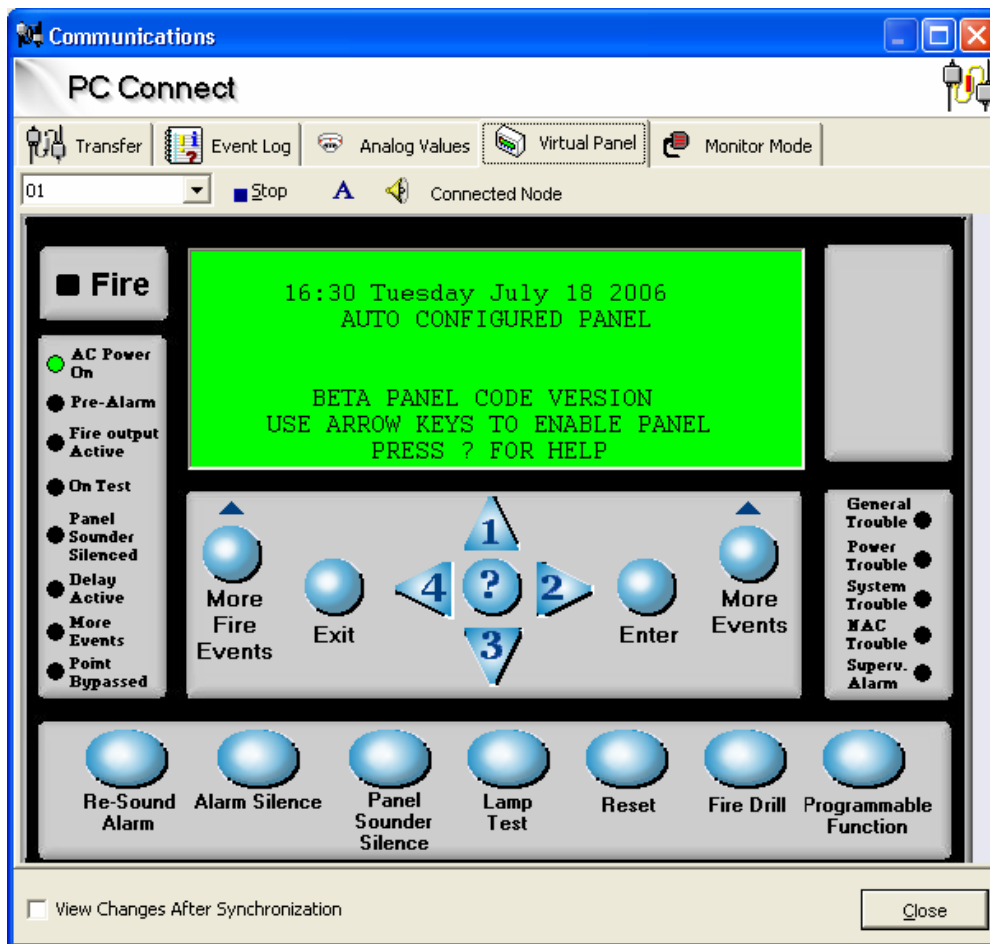 Communications
PC Connect
Transfer Event Log Analog Values Virtual Panel Monitor Mode
01 Stop A Connected Node
Fire
16:30 Tuesday July 18 2006
AUTO CONFIGURED PANEL
BETA PANEL CODE VERSION
USE ARROW KEYS TO ENABLE PANEL
PRESS ? FOR HELP
AC Power
On
Pre-Alarm
Fire output
Active
On Test
Panel
Sounder
Silenced
Delay
Active
More
Events
Point
Bypassed
More
Fire
Events
Exit
1
4 ? 2
3
Enter
More
Events
General
Trouble
Power
Trouble
System
Trouble
NAC
Trouble
Superv.
Alarm
Re-Sound
Alarm
Alarm Silence
Panel
Sounder
Silence
Lamp
Test
Reset
Fire Drill
Programmable
Function
View Changes After Synchronization
Close